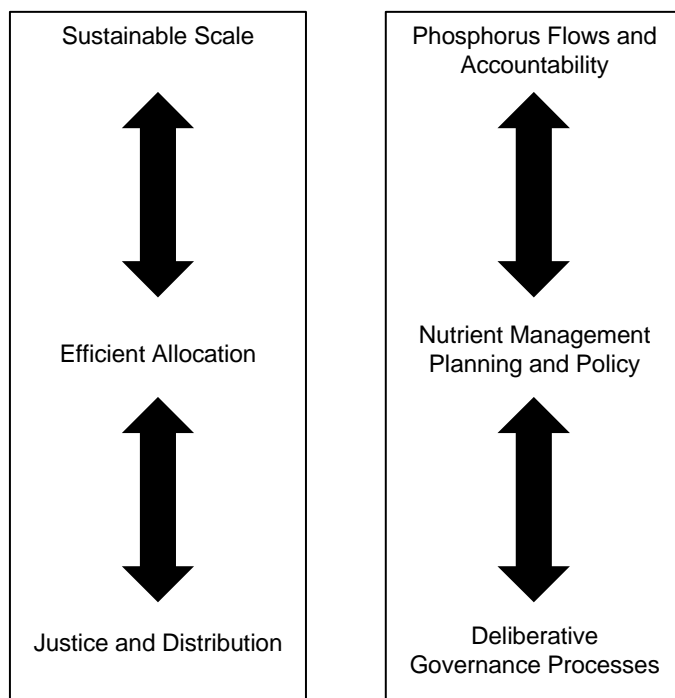 Sustainable Scale
Efficient Allocation
Justice and Distribution
Phosphorus Flows and
Accountability
Nutrient Management
Planning and Policy
Deliberative
Governance Processes